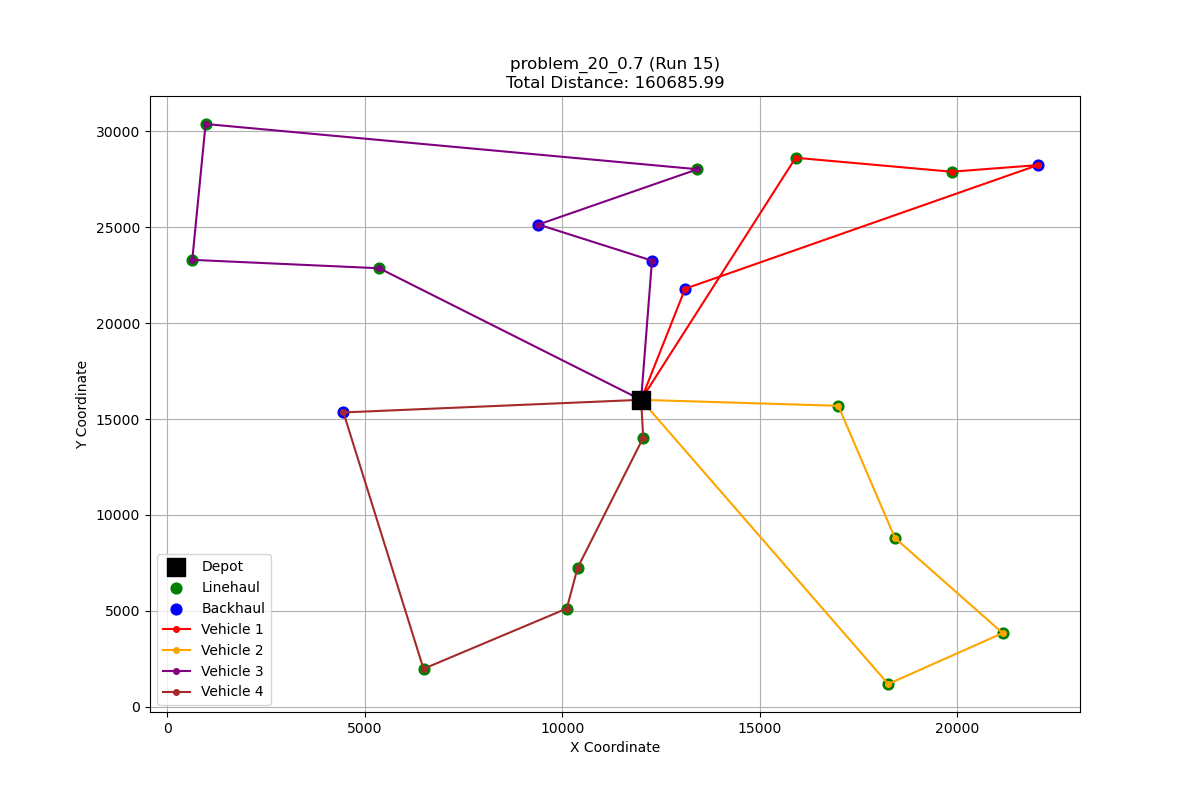 problem_20_0.7 (Run 15)
Total Distance: 160685.99
30000
25000
20000
15000
10000
5000
0
Y Coordinate
Depot
Linehaul
Backhaul
Vehicle 1
Vehicle 2
Vehicle 3
Vehicle 4
0 5000 10000 15000 20000
X Coordinate